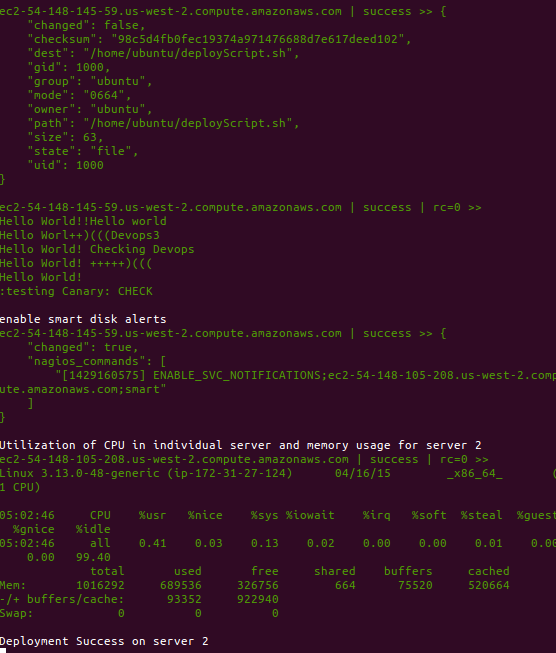 ec2-54-148-145-59.us-west-2.compute.amazonaws.com | success >> {
    "changed": false,
    "checksum": "98c5d4fb0fec19374a971476688d7e617deed102",
    "dest": "/home/ubuntu/deployScript.sh",
    "gid": 1000,
    "group": "ubuntu",
    "mode": "0664",
    "owner": "ubuntu",
    "path": "/home/ubuntu/deployScript.sh",
    "size": 63,
    "state": "file",
    "uid": 1000
}
ec2-54-148-145-59.us-west-2.compute.amazonaws.com | success | rc=0 >>
Hello World!!Hello world
Hello Worl++)(((Devops3
Hello World! Checking Devops
Hello World! +++++)(((
Hello World!
:testing Canary: CHECK
enable smart disk alerts
ec2-54-148-145-59.us-west-2.compute.amazonaws.com | success >> {
    "changed": true,
    "nagios_commands": [
        "[1429160575] ENABLE_SVC_NOTIFICATIONS;ec2-54-148-105-208.us-west-2.comp
ute.amazonaws.com;smart"
    ]
}
Utilization of CPU in individual server and memory usage for server 2
ec2-54-148-105-208.us-west-2.compute.amazonaws.com | success | rc=0 >>
Linux 3.13.0-48-generic (ip-172-31-27-124)      04/16/15        _x86_64_       (
1 CPU)
05:02:46     CPU    %usr   %nice    %sys %iowait    %irq   %soft  %steal  %guest
  %gnice   %idle
05:02:46     all    0.41    0.03    0.13    0.02    0.00    0.00    0.01    0.00
    0.00   99.40
             total       used       free     shared    buffers     cached
Mem:       1016292     689536     326756        664      75520     520664
-/+ buffers/cache:      93352     922940
Swap:            0          0          0
Deployment Success on server 2